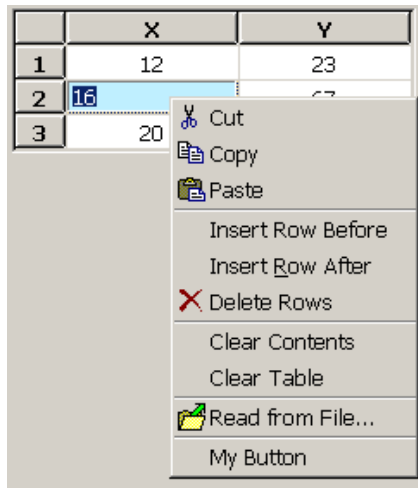 X Y
1 12 23
2 16 67
3 20
Cut
Copy
Paste
Insert Row Before
Insert Row After
Delete Rows
Clear Contents
Clear Table
Read from File...
My Button